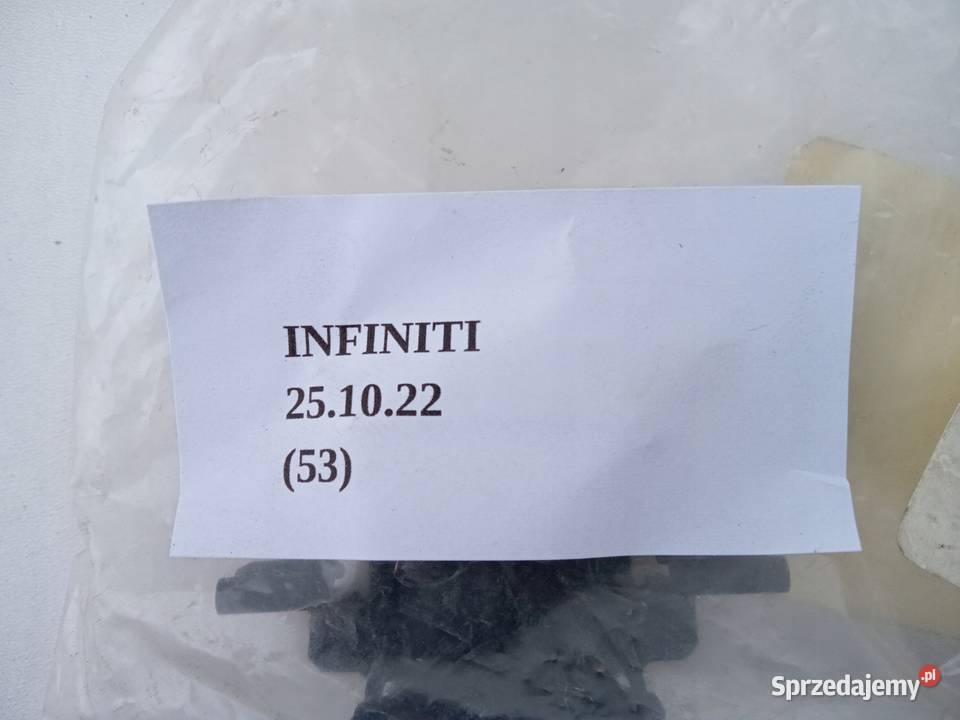 INFINITI
25.10.22
(53)
Sprzedajemy.pl